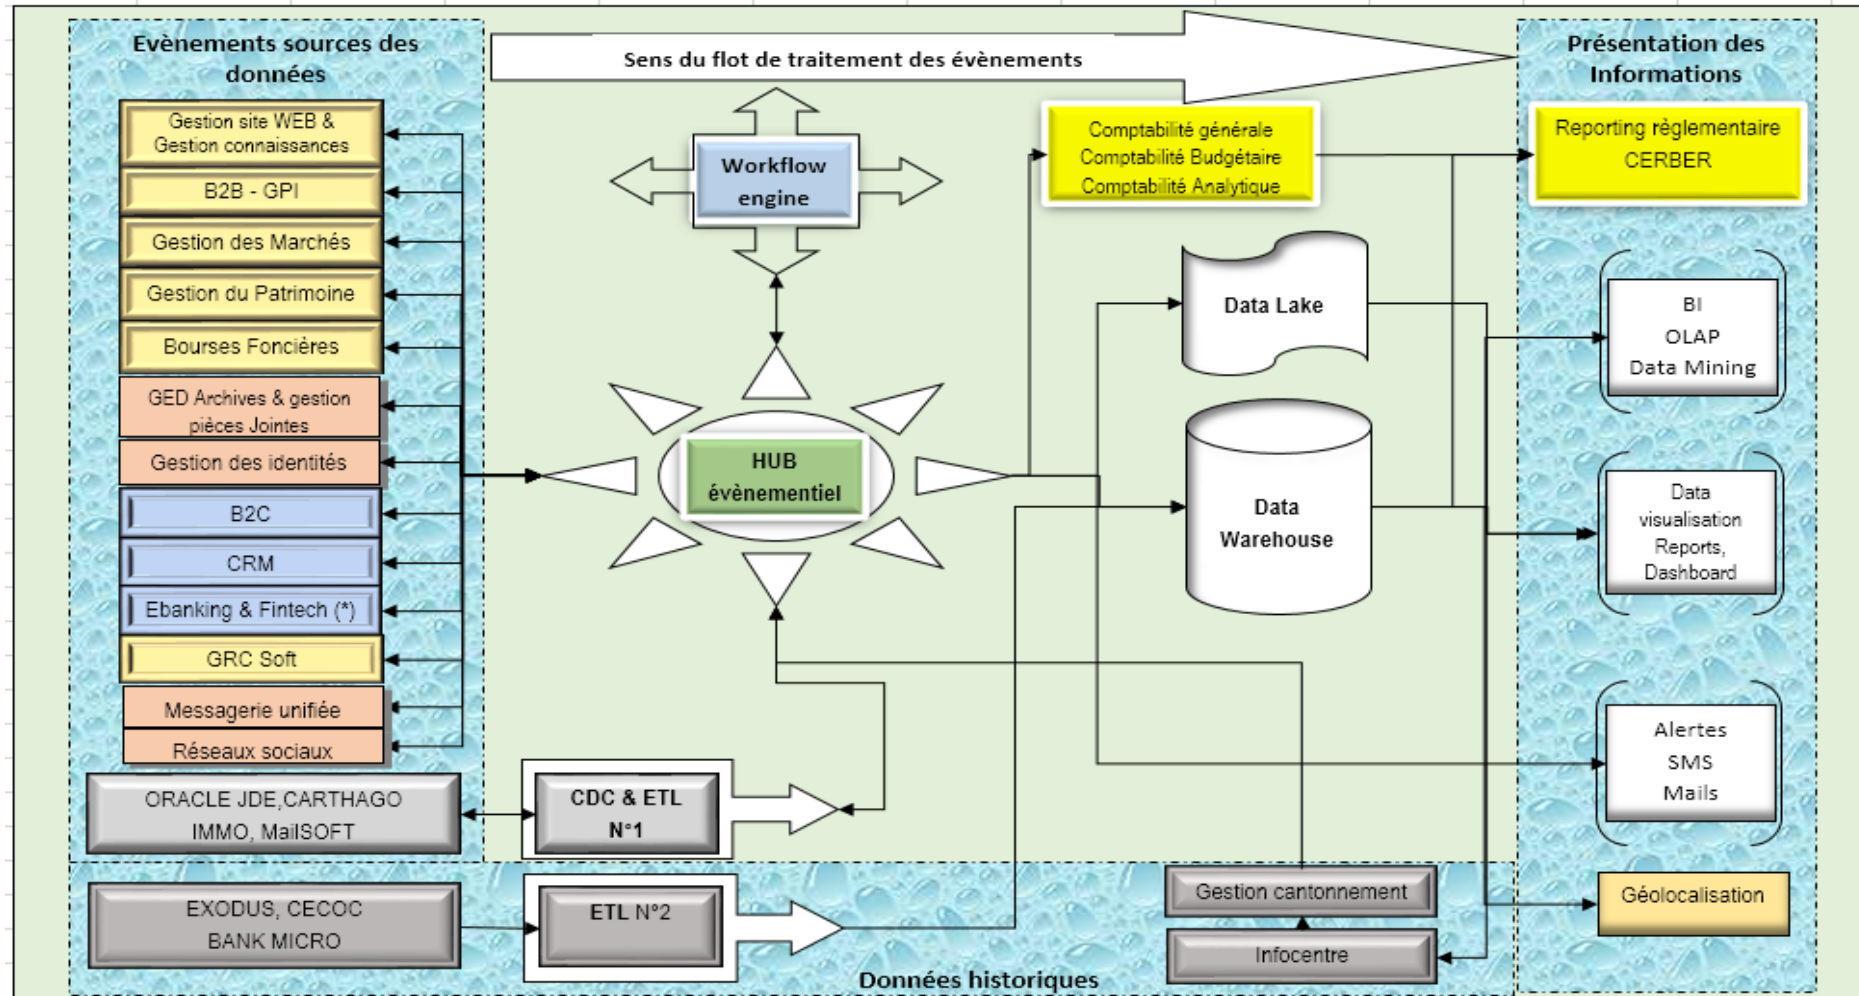 Evènements sources des
données
Gestion site WEB &
Gestion connaissances
B2B - GPI
Gestion des Marchés
Gestion du Patrimoine
Bourses Foncières
GED Archives & gestion
pièces Jointes
Gestion des identités
B2C
CRM
Ebanking & Fintech (*)
GRC Soft
Messagerie unifiée
Réseaux sociaux
ORACLE JDE,CARTHAGO
IMMO, MailSOFT
EXODUS, CECOC
BANK MICRO
Sens du flot de traitement des évènements
Workflow
engine
HUB
évènementiel
CDC & ETL
N°1
ETL N°2
Comptabilité générale
Comptabilité Budgétaire
Comptabilité Analytique
Data Lake
Data
Warehouse
Gestion cantonnement
Infocentre
Données historiques
Présentation des
Informations
Reporting règlementaire
CERBER
BI
OLAP
Data Mining
Data
visualisation
Reports,
Dashboard
Alertes
SMS
Mails
Géolocalisation